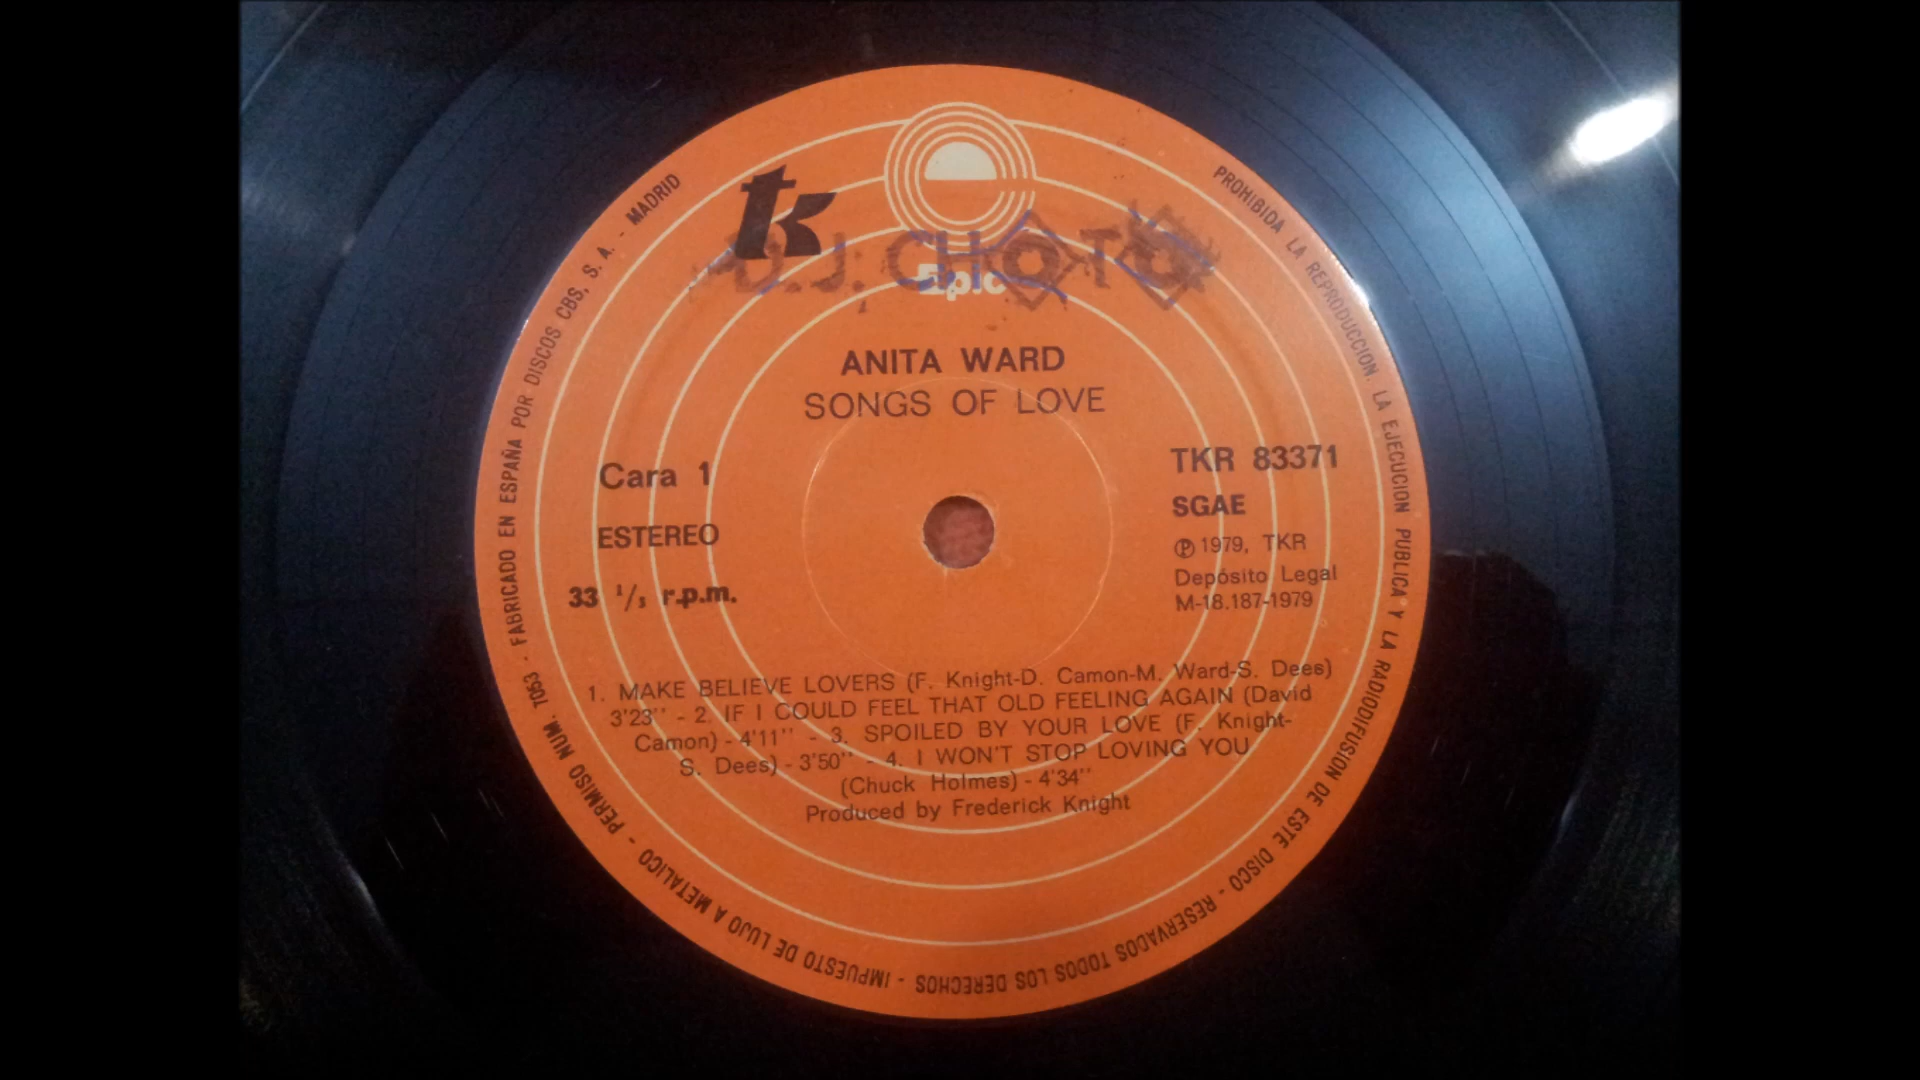 tk
D.J. CHOTO
Epic
ANITA WARD
SONGS OF LOVE
Cara 1
ESTEREO
33 1/3 r.p.m.
TKR 83371
SGAE
Ⓟ 1979, TKR
Depósito Legal
M-18.187-1979
1. MAKE BELIEVE LOVERS (F. Knight-D. Camon-M. Ward-S. Dees)
3'23'' - 2. IF I COULD FEEL THAT OLD FEELING AGAIN (David
Camon) - 4'11'' - 3. SPOILED BY YOUR LOVE (F. Knight-
S. Dees) - 3'50'' - 4. I WON'T STOP LOVING YOU
(Chuck Holmes) - 4'34''
Produced by Frederick Knight
PROHIBIDA LA REPRODUCCION. LA EJECUCION PUBLICA Y LA RADIODIFUSION DE ESTE DISCO - RESERVADOS TODOS LOS DERECHOS - IMPUESTO DE LUJO A METALICO - PERMISO NUM. 7053 - FABRICADO EN ESPAÑA POR DISCOS CBS, S. A. - MADRID